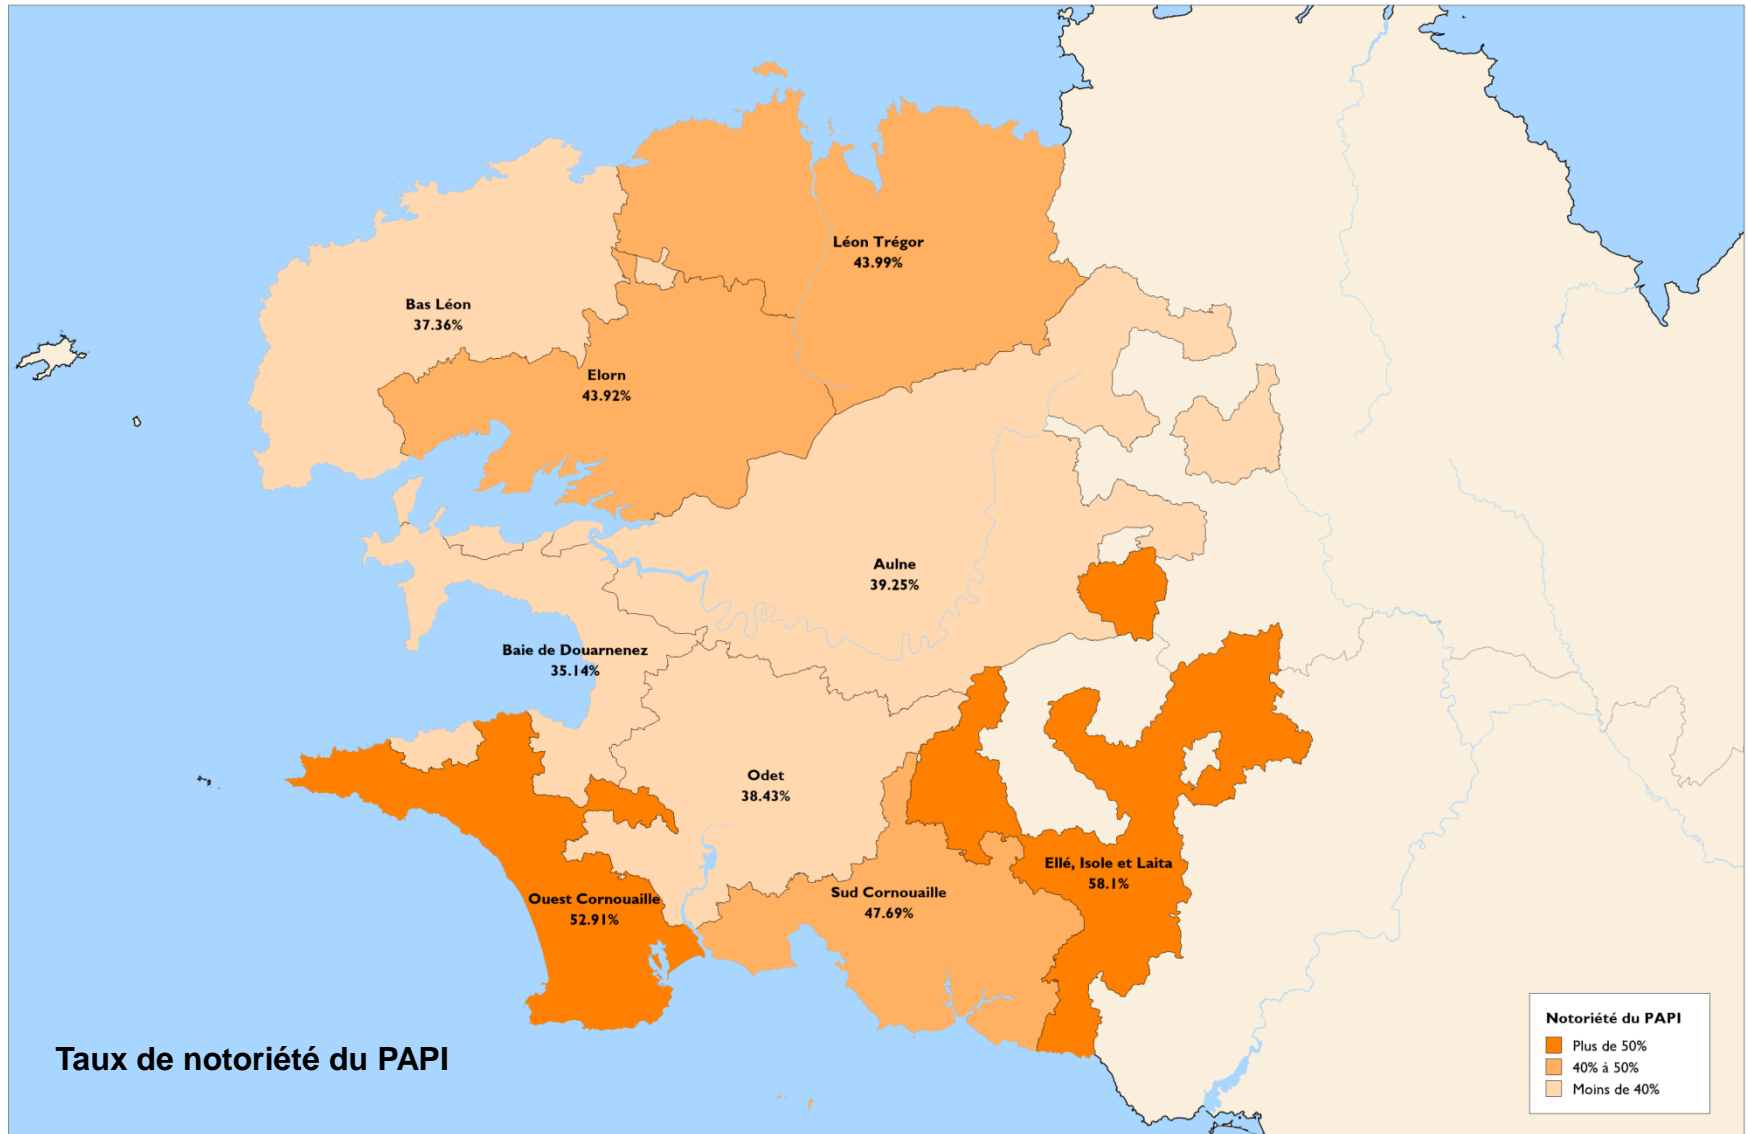 Léon Trégor
43.99%
Bas Léon
37.36%
Elorn
43.92%
Aulne
39.25%
Baie de Douarnenez
35.14%
Odet
38.43%
Ellé, Isole et Laita
58.1%
Sud Cornouaille
47.69%
Ouest Cornouaille
52.91%
Taux de notoriété du PAPI
Notoriété du PAPI
Plus de 50%
40% à 50%
Moins de 40%